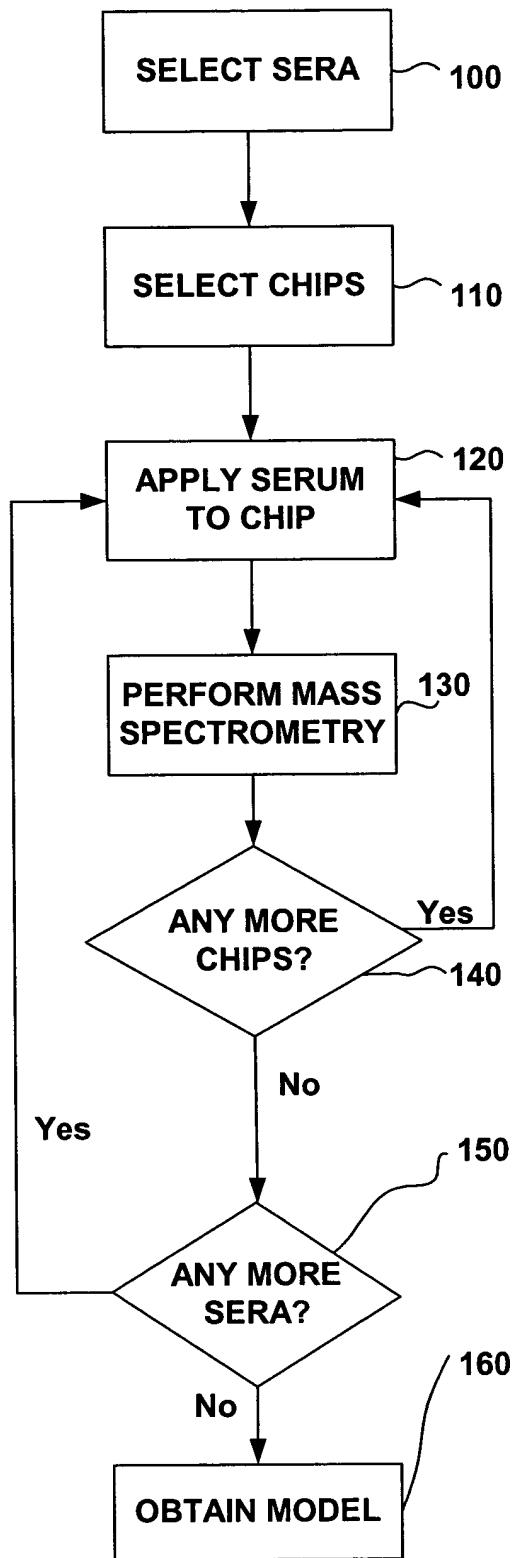 SELECT SERA
100
SELECT CHIPS
110
APPLY SERUM
TO CHIP
120
PERFORM MASS
SPECTROMETRY
130
ANY MORE
CHIPS?
Yes
140
No
Yes
150
ANY MORE
SERA?
No
160
OBTAIN MODEL